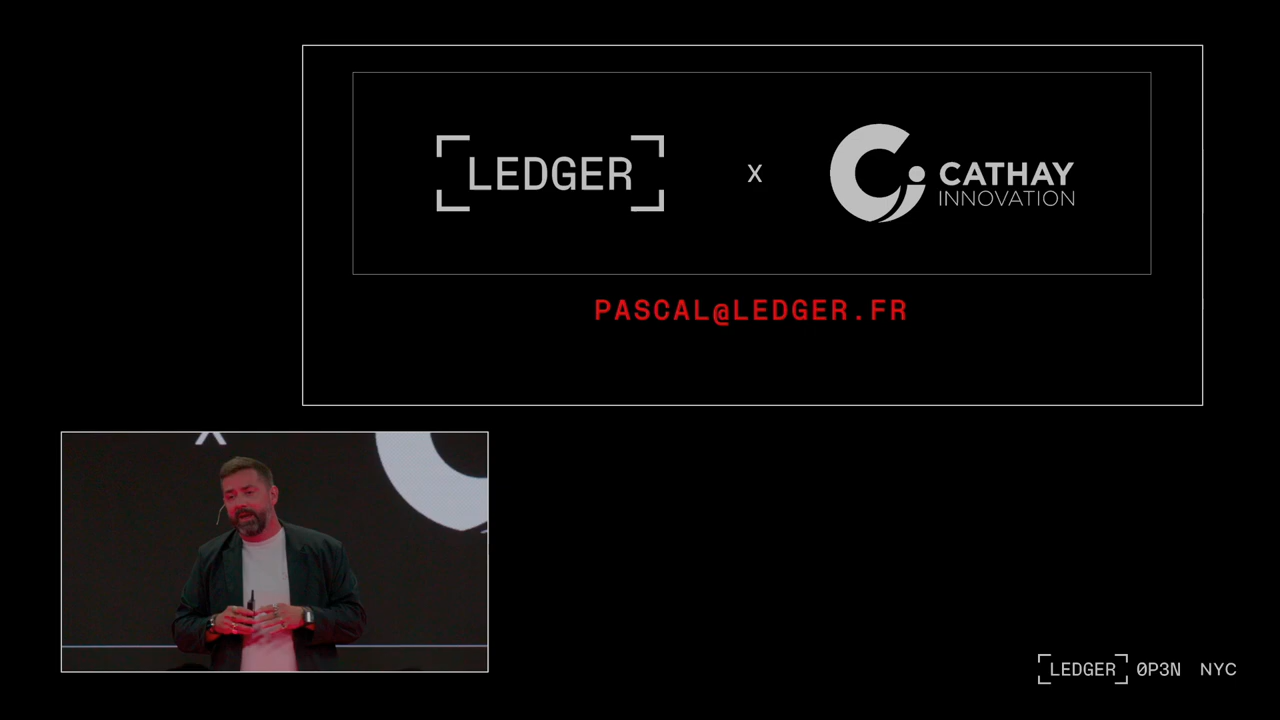 LEDGER
X
CATHAY
INNOVATION
PASCAL@LEDGER.FR
LEDGER 0P3N NYC